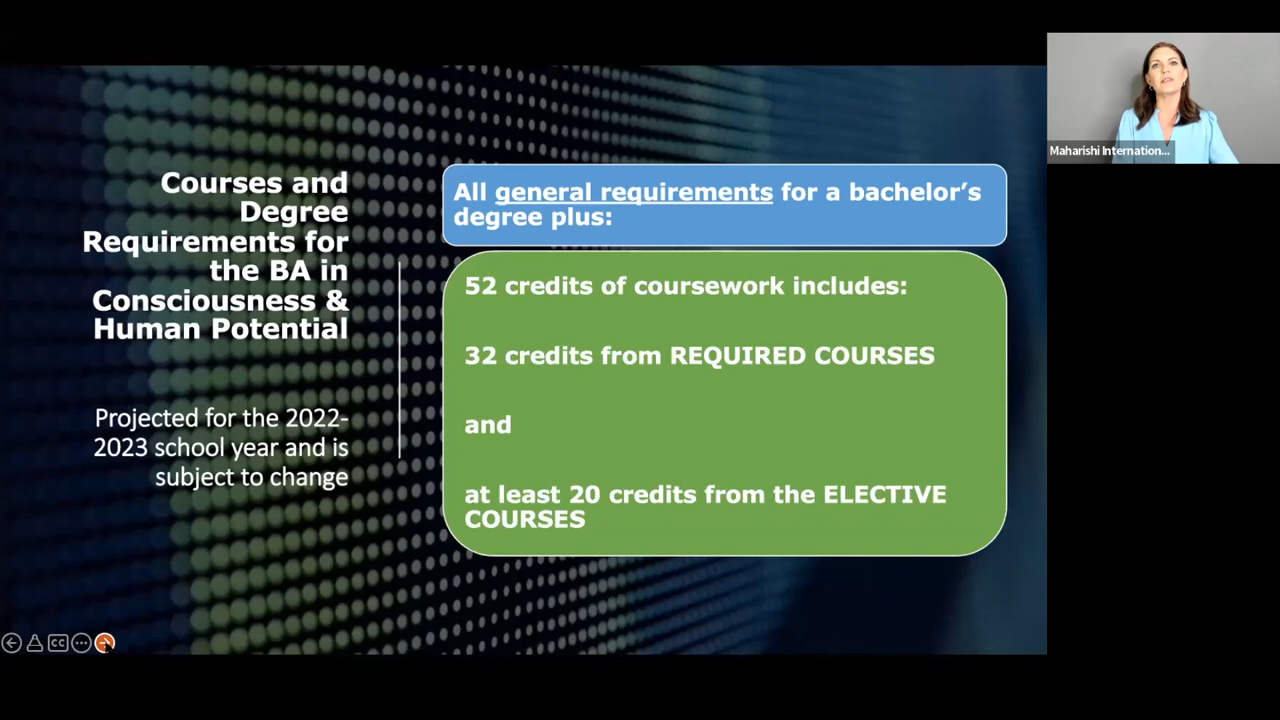 Courses and
Degree
Requirements for
the BA in
Consciousness &
Human Potential
Projected for the 2022-
2023 school year and is
subject to change
All general requirements for a bachelor's
degree plus:
52 credits of coursework includes:
32 credits from REQUIRED COURSES
and
at least 20 credits from the ELECTIVE
COURSES
Maharishi Internation...
CC